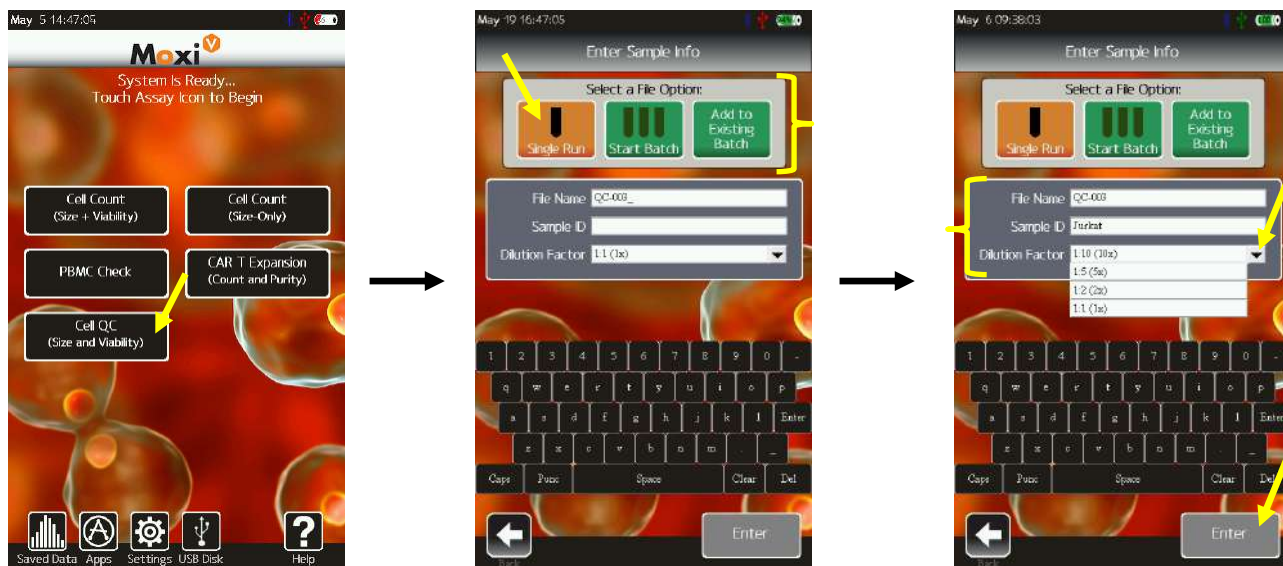 May 5 14:47:05
Moxi V
System Is Ready...
Touch Assay Icon to Begin
Cell Count
(Size + Viability)
Cell Count
(Size-Only)
PBMC Check
CAR T Expansion
(Count and Purity)
Cell QC
(Size and Viability)
Saved Data Apps Settings USB Disk Help
May 19 16:47:05
Enter Sample Info
Select a File Option:
Single Run
Start Batch
Add to
Existing
Batch
File Name QC-003_
Sample ID
Dilution Factor 1:1 (1x)
1 2 3 4 5 6 7 8 9 0 -
q w e r t y u i o p
a s d f g h j k l Enter
z x c v b n m . _
Caps Punc Space Clear Del
Enter
Back
May 6 09:38:03
Enter Sample Info
Select a File Option:
Single Run
Start Batch
Add to
Existing
Batch
File Name QC-003
Sample ID Jurkat
Dilution Factor 1:10 (10x)
1:5 (5x)
1:2 (2x)
1:1 (1x)
1 2 3 4 5 6 7 8 9 0 -
q w e r t y u i o p
a s d f g h j k l Enter
z x c v b n m . _
Caps Punc Space Clear Del
Enter
Back